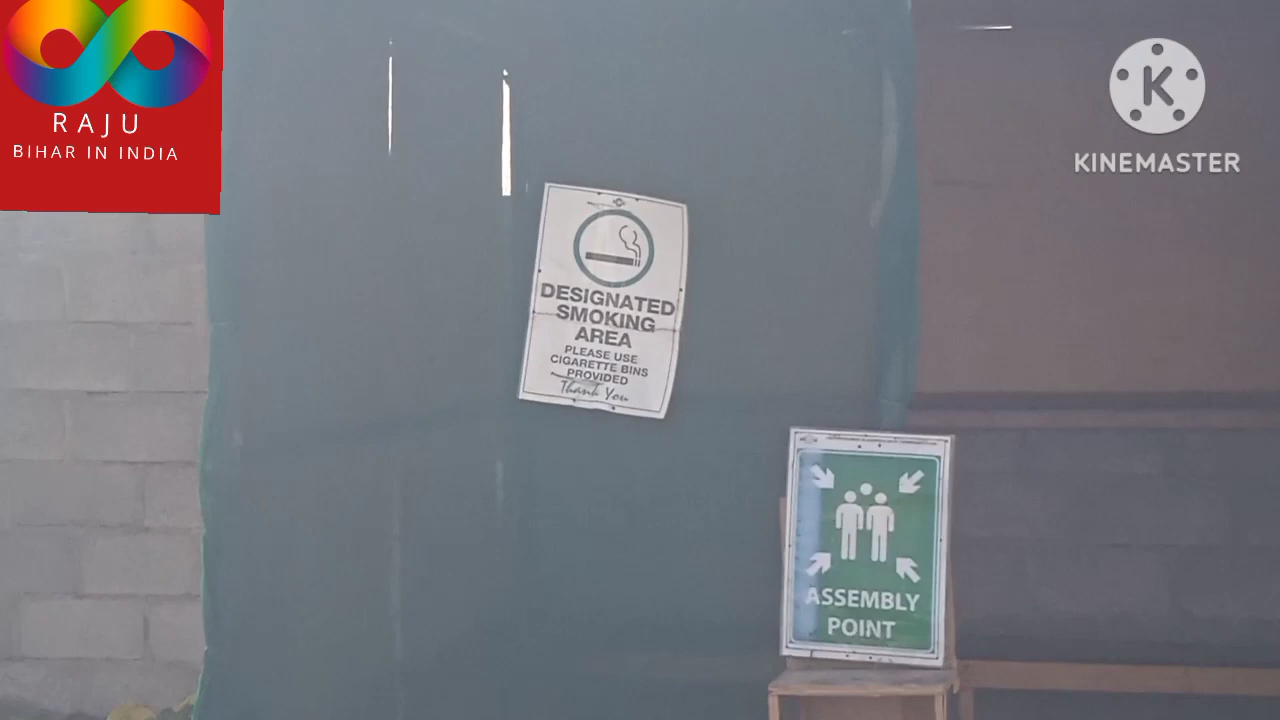 RAJU
BIHAR IN INDIA
KINEMASTER
DESIGNATED
SMOKING
AREA
PLEASE USE
CIGARETTE BINS
PROVIDED
Thank You
ASSEMBLY
POINT